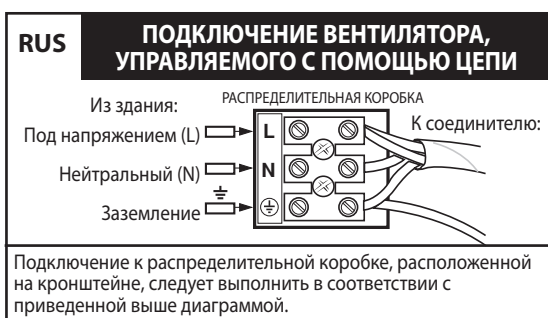 RUS
ПОДКЛЮЧЕНИЕ ВЕНТИЛЯТОРА,
УПРАВЛЯЕМОГО С ПОМОЩЬЮ ЦЕПИ
Из здания:
РАСПРЕДЕЛИТЕЛЬНАЯ КОРОБКА
К соединителю:
Под напряжением (L)
L
Нейтральный (N)
N
Заземление
Подключение к распределительной коробке, расположенной
на кронштейне, следует выполнить в соответствии с
приведенной выше диаграммой.